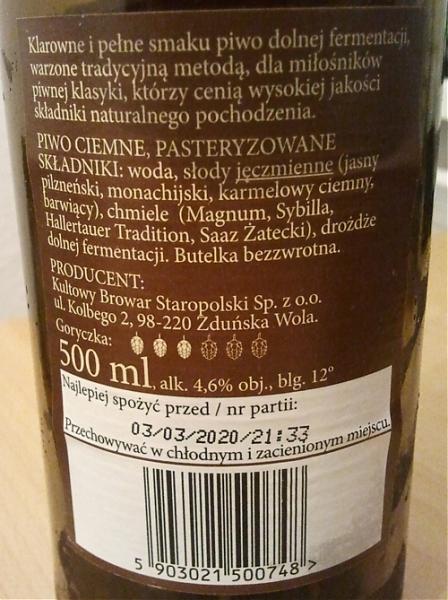 Klarowne i pełne smaku piwo dolnej fermentacji,
warzone tradycyjną metodą, dla miłośników
piwnej klasyki, którzy cenią wysokiej jakości
składniki naturalnego pochodzenia.
PIWO CIEMNE, PASTERYZOWANE
SKŁADNIKI: woda, słody jęczmienne (jasny
pilzneński, monachijski, karmelowy ciemny,
barwiący), chmiele (Magnum, Sybilla,
Hallertauer Tradition, Saaz Żatecki), drożdże
dolnej fermentacji. Butelka bezzwrotna.
PRODUCENT:
Kultowy Browar Staropolski Sp. z o.o.
ul. Kolbego 2, 98-220 Zduńska Wola.
Goryczka:
500 ml, alk. 4,6% obj., blg. 12°
Najlepiej spożyć przed / nr partii:
03/03/2020/21:33
Przechowywać w chłodnym i zacienionym miejscu.
5 903021 500748 >